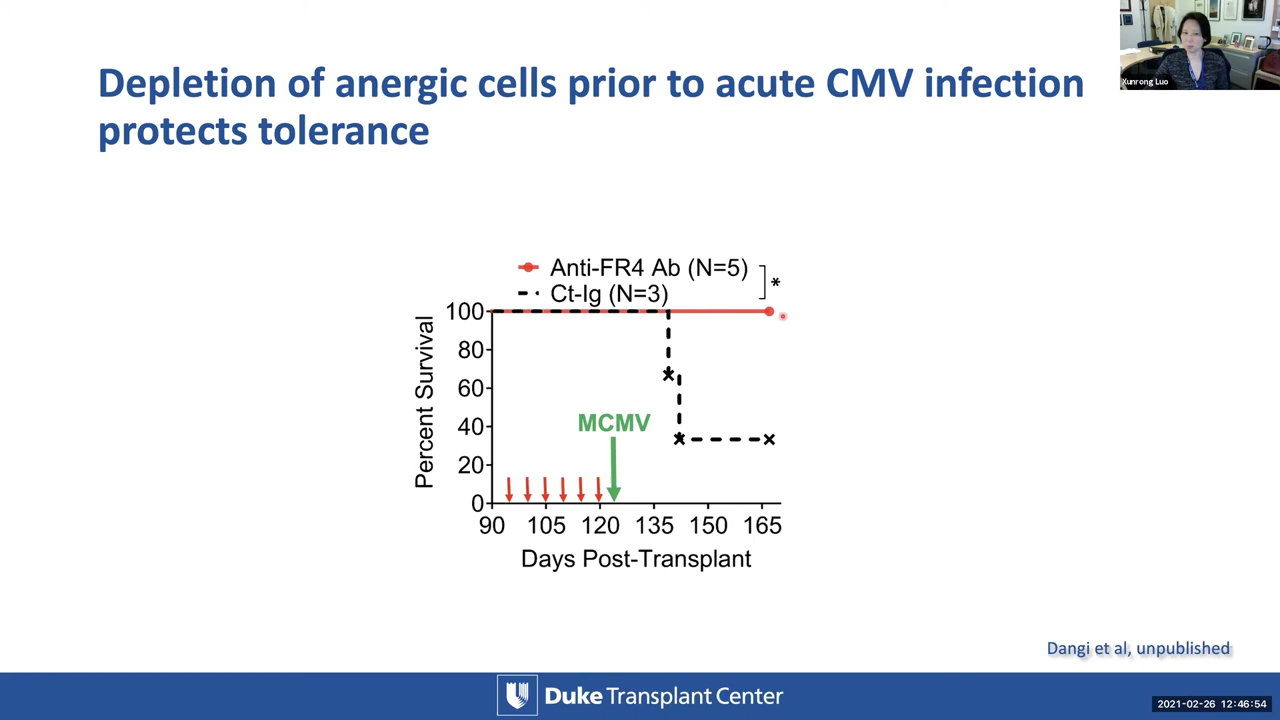 Depletion of anergic cells prior to acute CMV infection
protects tolerance
Xunrong Luo
Anti-FR4 Ab (N=5)
Ct-Ig (N=3)
*
Percent Survival
100
80
60
40
20
0
MCMV
90 105 120 135 150 165
Days Post-Transplant
Dangi et al, unpublished
Duke Transplant Center
2021-02-26 12:46:54